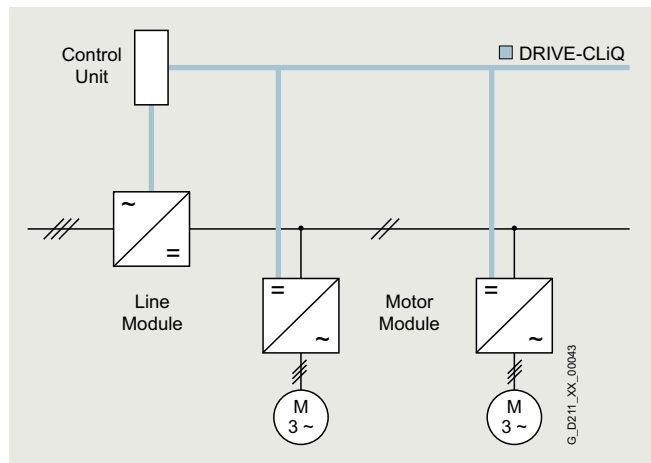 Control
Unit
DRIVE-CLiQ
~
=
Line
Module
=
~
Motor
Module
=
~
M
3 ~
M
3 ~
G_D211_XX_00043